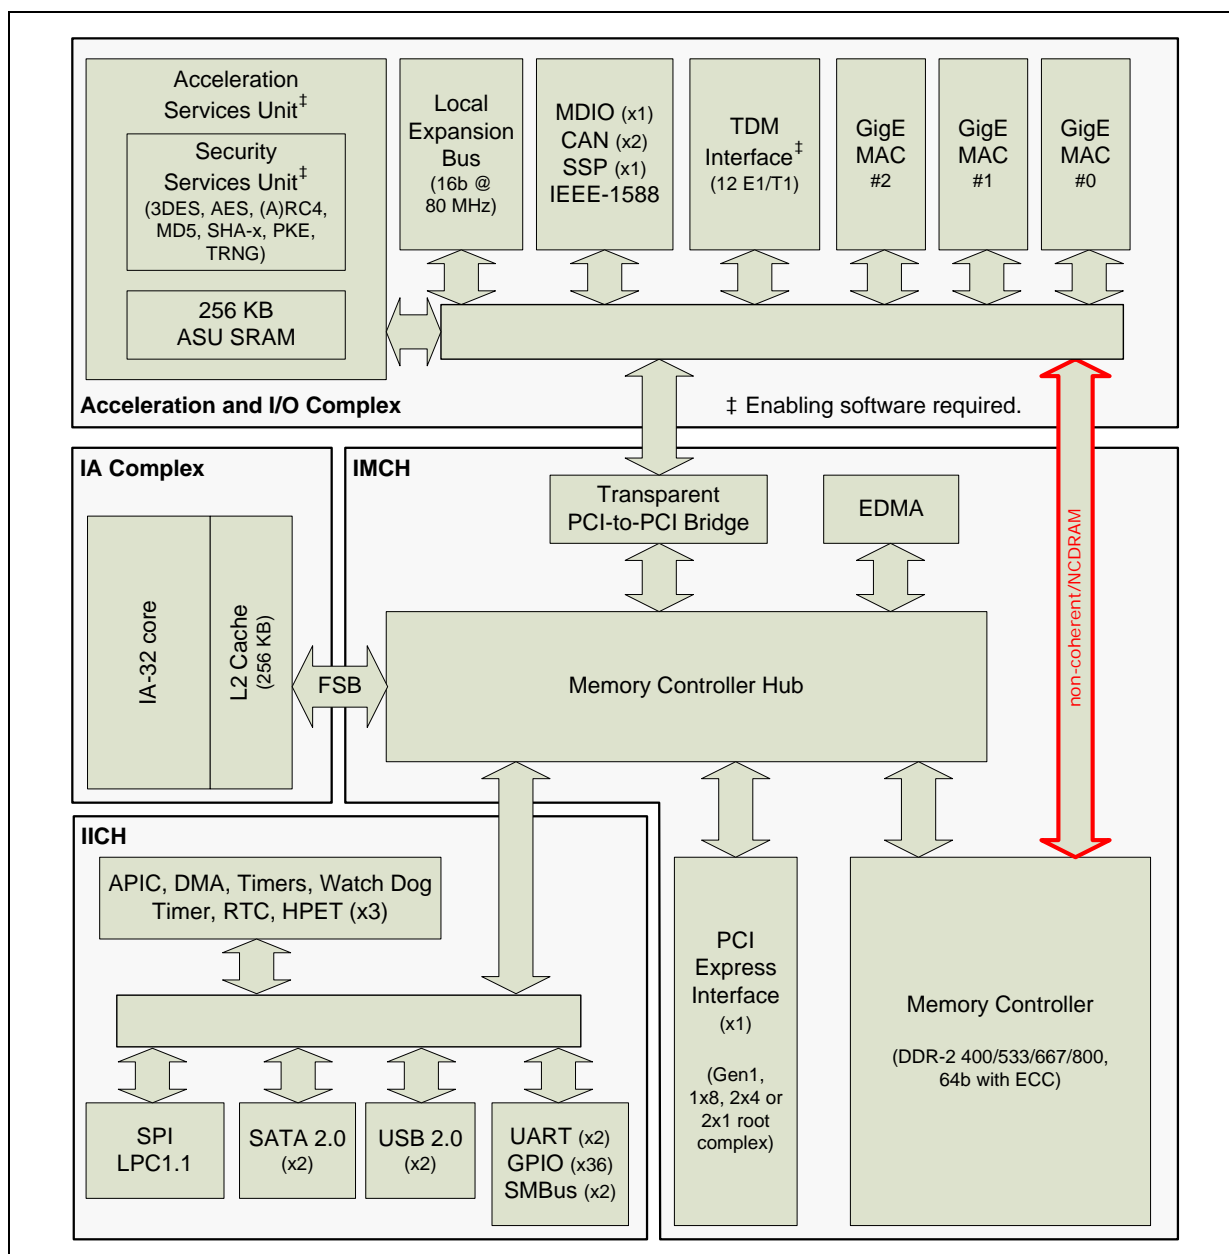 Acceleration
Services Unit‡
Security
Services Unit‡
(3DES, AES, (A)RC4,
MD5, SHA-x, PKE,
TRNG)
256 KB
ASU SRAM
Local
Expansion
Bus
(16b @
80 MHz)
MDIO (x1)
CAN (x2)
SSP (x1)
IEEE-1588
TDM
Interface‡
(12 E1/T1)
GigE
MAC
#2
GigE
MAC
#1
GigE
MAC
#0
Acceleration and I/O Complex
‡ Enabling software required.
IA Complex
IA-32 core
L2 Cache
(256 KB)
FSB
IMCH
Transparent
PCI-to-PCI Bridge
EDMA
non-coherent/NCDRAM
Memory Controller Hub
IICH
APIC, DMA, Timers, Watch Dog
Timer, RTC, HPET (x3)
SPI
LPC1.1
SATA 2.0
(x2)
USB 2.0
(x2)
UART (x2)
GPIO (x36)
SMBus (x2)
PCI
Express
Interface
(x1)
(Gen1,
1x8, 2x4 or
2x1 root
complex)
Memory Controller
(DDR-2 400/533/667/800,
64b with ECC)